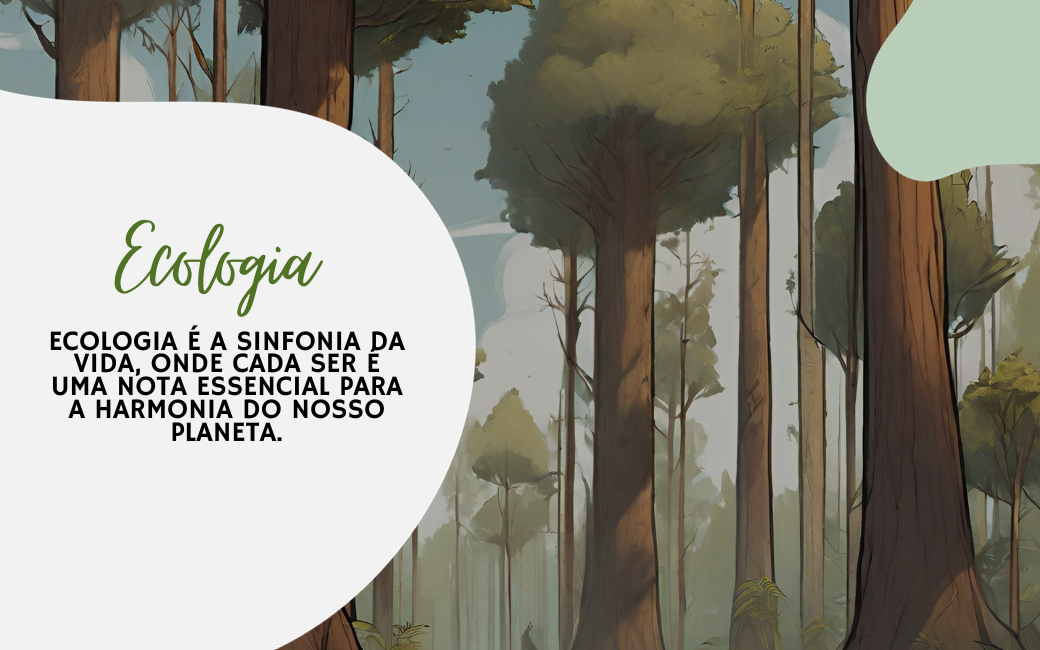 Ecologia
ECOLOGIA É A SINFONIA DA
VIDA, ONDE CADA SER É
UMA NOTA ESSENCIAL PARA
A HARMONIA DO NOSSO
PLANETA.